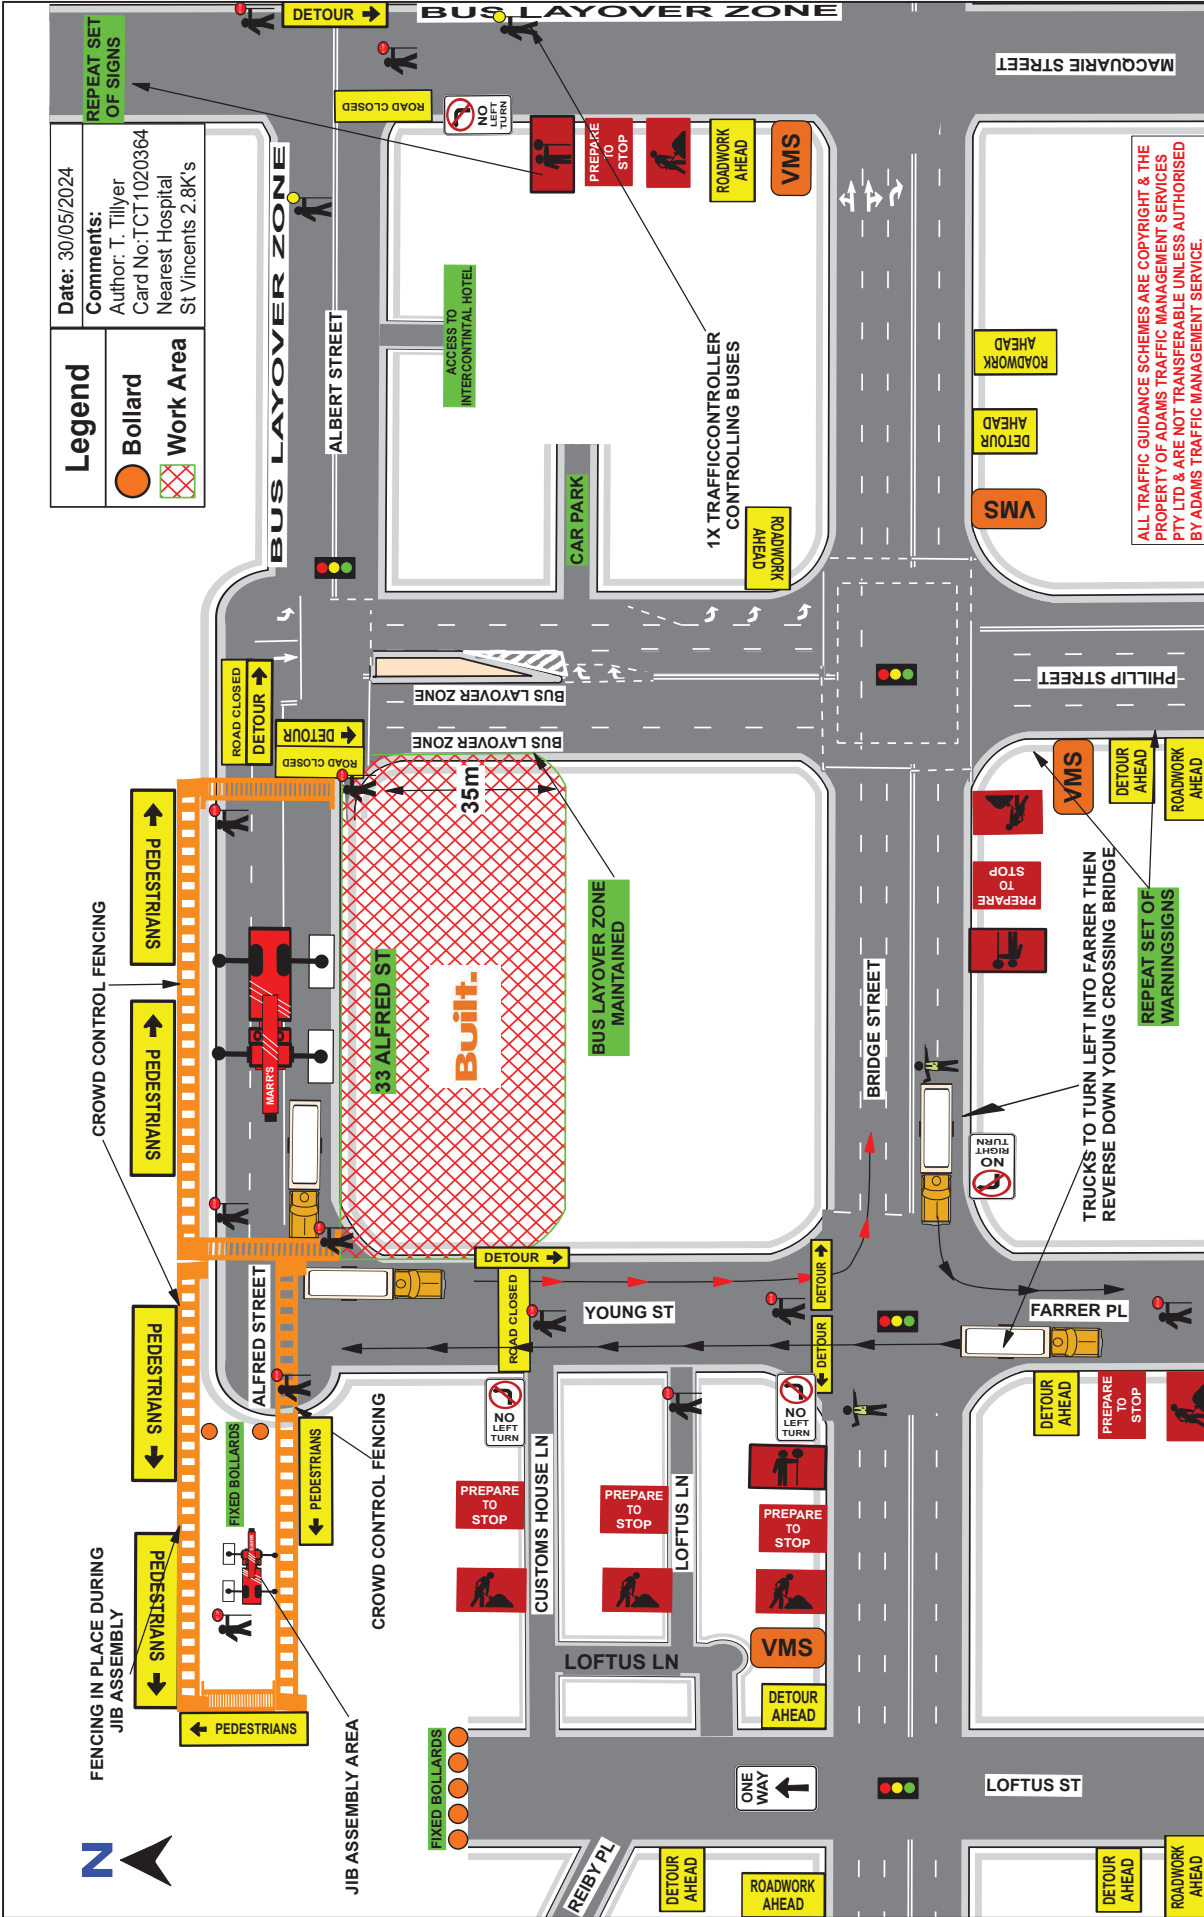 FENCING IN PLACE DURING
JIB ASSEMBLY
CROWD CONTROL FENCING
Legend
Bollard
Work Area
Date: 30/05/2024
Comments:
Author: T. Tillyer
Card No:TCT1020364
Nearest Hospital
St Vincents 2.8K's
REPEAT SET
OF SIGNS
N
PEDESTRIANS
PEDESTRIANS
PEDESTRIANS
PEDESTRIANS
PEDESTRIANS
PEDESTRIANS
FIXED BOLLARDS
ALFRED STREET
MARR'S
ROAD CLOSED
DETOUR
ROAD CLOSED
DETOUR
BUS LAYOVER ZONE
ALBERT STREET
DETOUR
ROAD CLOSED
BUS LAYOVER ZONE
JIB ASSEMBLY AREA
CROWD CONTROL FENCING
33 ALFRED ST
Built.
35m
BUS LAYOVER ZONE
BUS LAYOVER ZONE
BUS LAYOVER ZONE
MAINTAINED
ACCESS TO
INTERCONTINTAL HOTEL
CAR PARK
NO
LEFT
TURN
PREPARE
TO
STOP
ROADWORK
AHEAD
VMS
1X TRAFFICCONTROLLER
CONTROLLING BUSES
ROADWORK
AHEAD
FIXED BOLLARDS
PREPARE
TO
STOP
NO
LEFT
TURN
ROAD CLOSED
DETOUR
CUSTOMS HOUSE LN
YOUNG ST
LOFTUS LN
PREPARE
TO
STOP
LOFTUS LN
REIBY PL
DETOUR
AHEAD
ROADWORK
AHEAD
ONE
WAY
DETOUR
AHEAD
VMS
PREPARE
TO
STOP
NO
LEFT
TURN
DETOUR
DETOUR
BRIDGE STREET
MACQUARIE STREET
LOFTUS ST
FARRER PL
PHILLIP STREET
NO
RIGHT
TURN
PREPARE
TO
STOP
VMS
DETOUR
AHEAD
ROADWORK
AHEAD
VMS
DETOUR
AHEAD
ROADWORK
AHEAD
DETOUR
AHEAD
ROADWORK
AHEAD
DETOUR
AHEAD
PREPARE
TO
STOP
TRUCKS TO TURN LEFT INTO FARRER THEN
REVERSE DOWN YOUNG CROSSING BRIDGE
REPEAT SET OF
WARNINGSIGNS
ALL TRAFFIC GUIDANCE SCHEMES ARE COPYRIGHT & THE
PROPERTY OF ADAMS TRAFFIC MANAGEMENT SERVICES
PTY LTD & ARE NOT TRANSFERABLE UNLESS AUTHORISED
BY ADAMS TRAFFIC MANAGEMENT SERVICE.